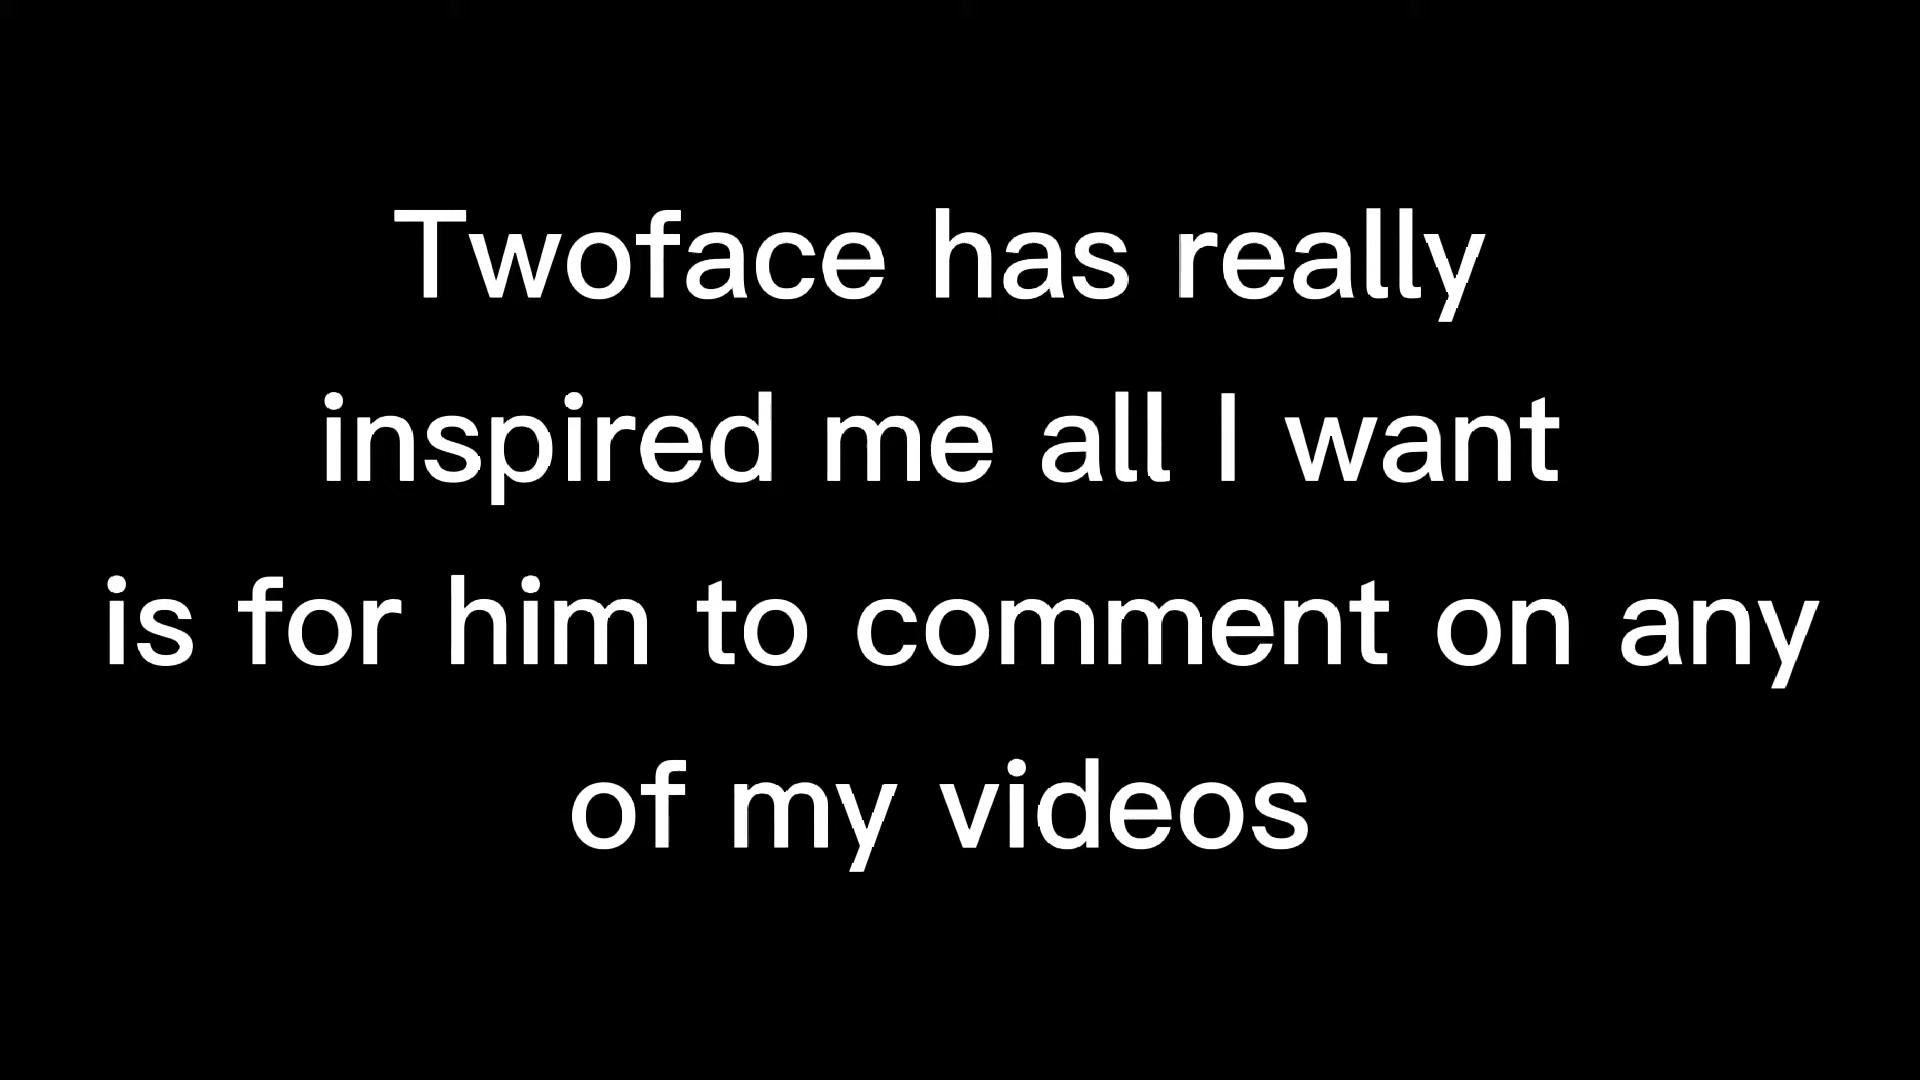 Twoface has really
inspired me all I want
is for him to comment on any
of my videos